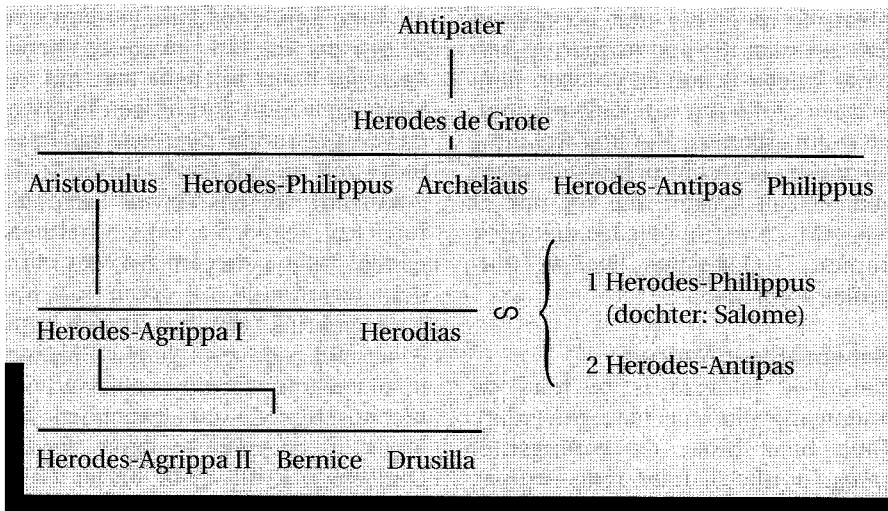 Antipater
Herodes de Grote
Aristobulus Herodes-Philippus Archeläus Herodes-Antipas Philippus
1 Herodes-Philippus
(dochter: Salome)
Herodes-Agrippa I Herodias
2 Herodes-Antipas
Herodes-Agrippa II Bernice Drusilla